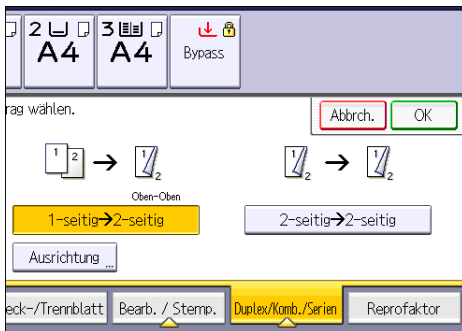 2
3
A4
A4
Bypass
rag wählen.
Abbrch.
OK
1 2 → 1 2
1 2 → 1 2
Oben-Oben
1-seitig→2-seitig
2-seitig→2-seitig
Ausrichtung ...
eck-/Trennblatt
Bearb. / Stemp.
Duplex/Komb./Serien
Reprofaktor